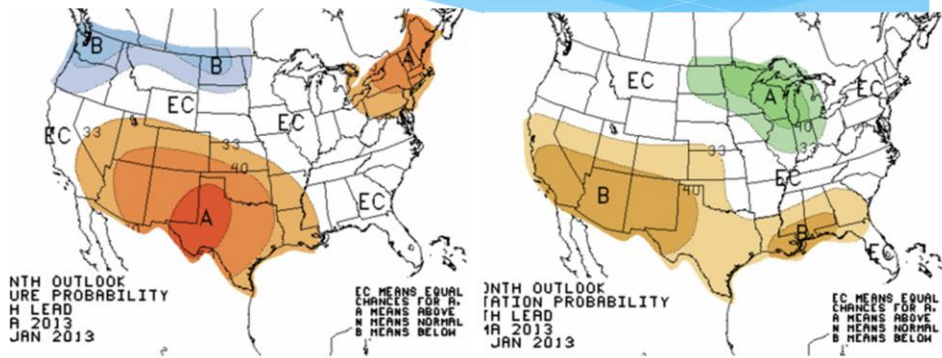 B
B
A
EC
EC
EC
33
33
40
A
EC
NTH OUTLOOK
URE PROBABILITY
H LEAD
A 2013
JAN 2013
EC MEANS EQUAL
CHANCES FOR A,
A MEANS ABOVE
N MEANS NORMAL
B MEANS BELOW
EC
A
EC
40
33
33
EC
B
40
B
EC
ONTH OUTLOOK
TATION PROBABILITY
TH LEAD
MA 2013
JAN 2013
EC MEANS EQUAL
CHANCES FOR A,
A MEANS ABOVE
N MEANS NORMAL
B MEANS BELOW